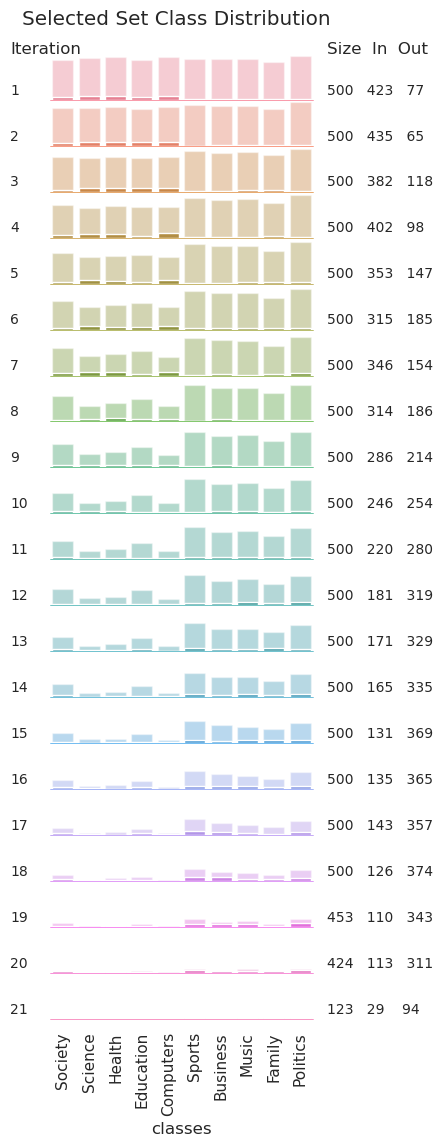 Selected Set Class Distribution
Iteration Size In Out
1 500 423 77
2 500 435 65
3 500 382 118
4 500 402 98
5 500 353 147
6 500 315 185
7 500 346 154
8 500 314 186
9 500 286 214
10 500 246 254
11 500 220 280
12 500 181 319
13 500 171 329
14 500 165 335
15 500 131 369
16 500 135 365
17 500 143 357
18 500 126 374
19 453 110 343
20 424 113 311
21 123 29 94
Society
Science
Health
Education
Computers
Sports
Business
Music
Family
Politics
classes